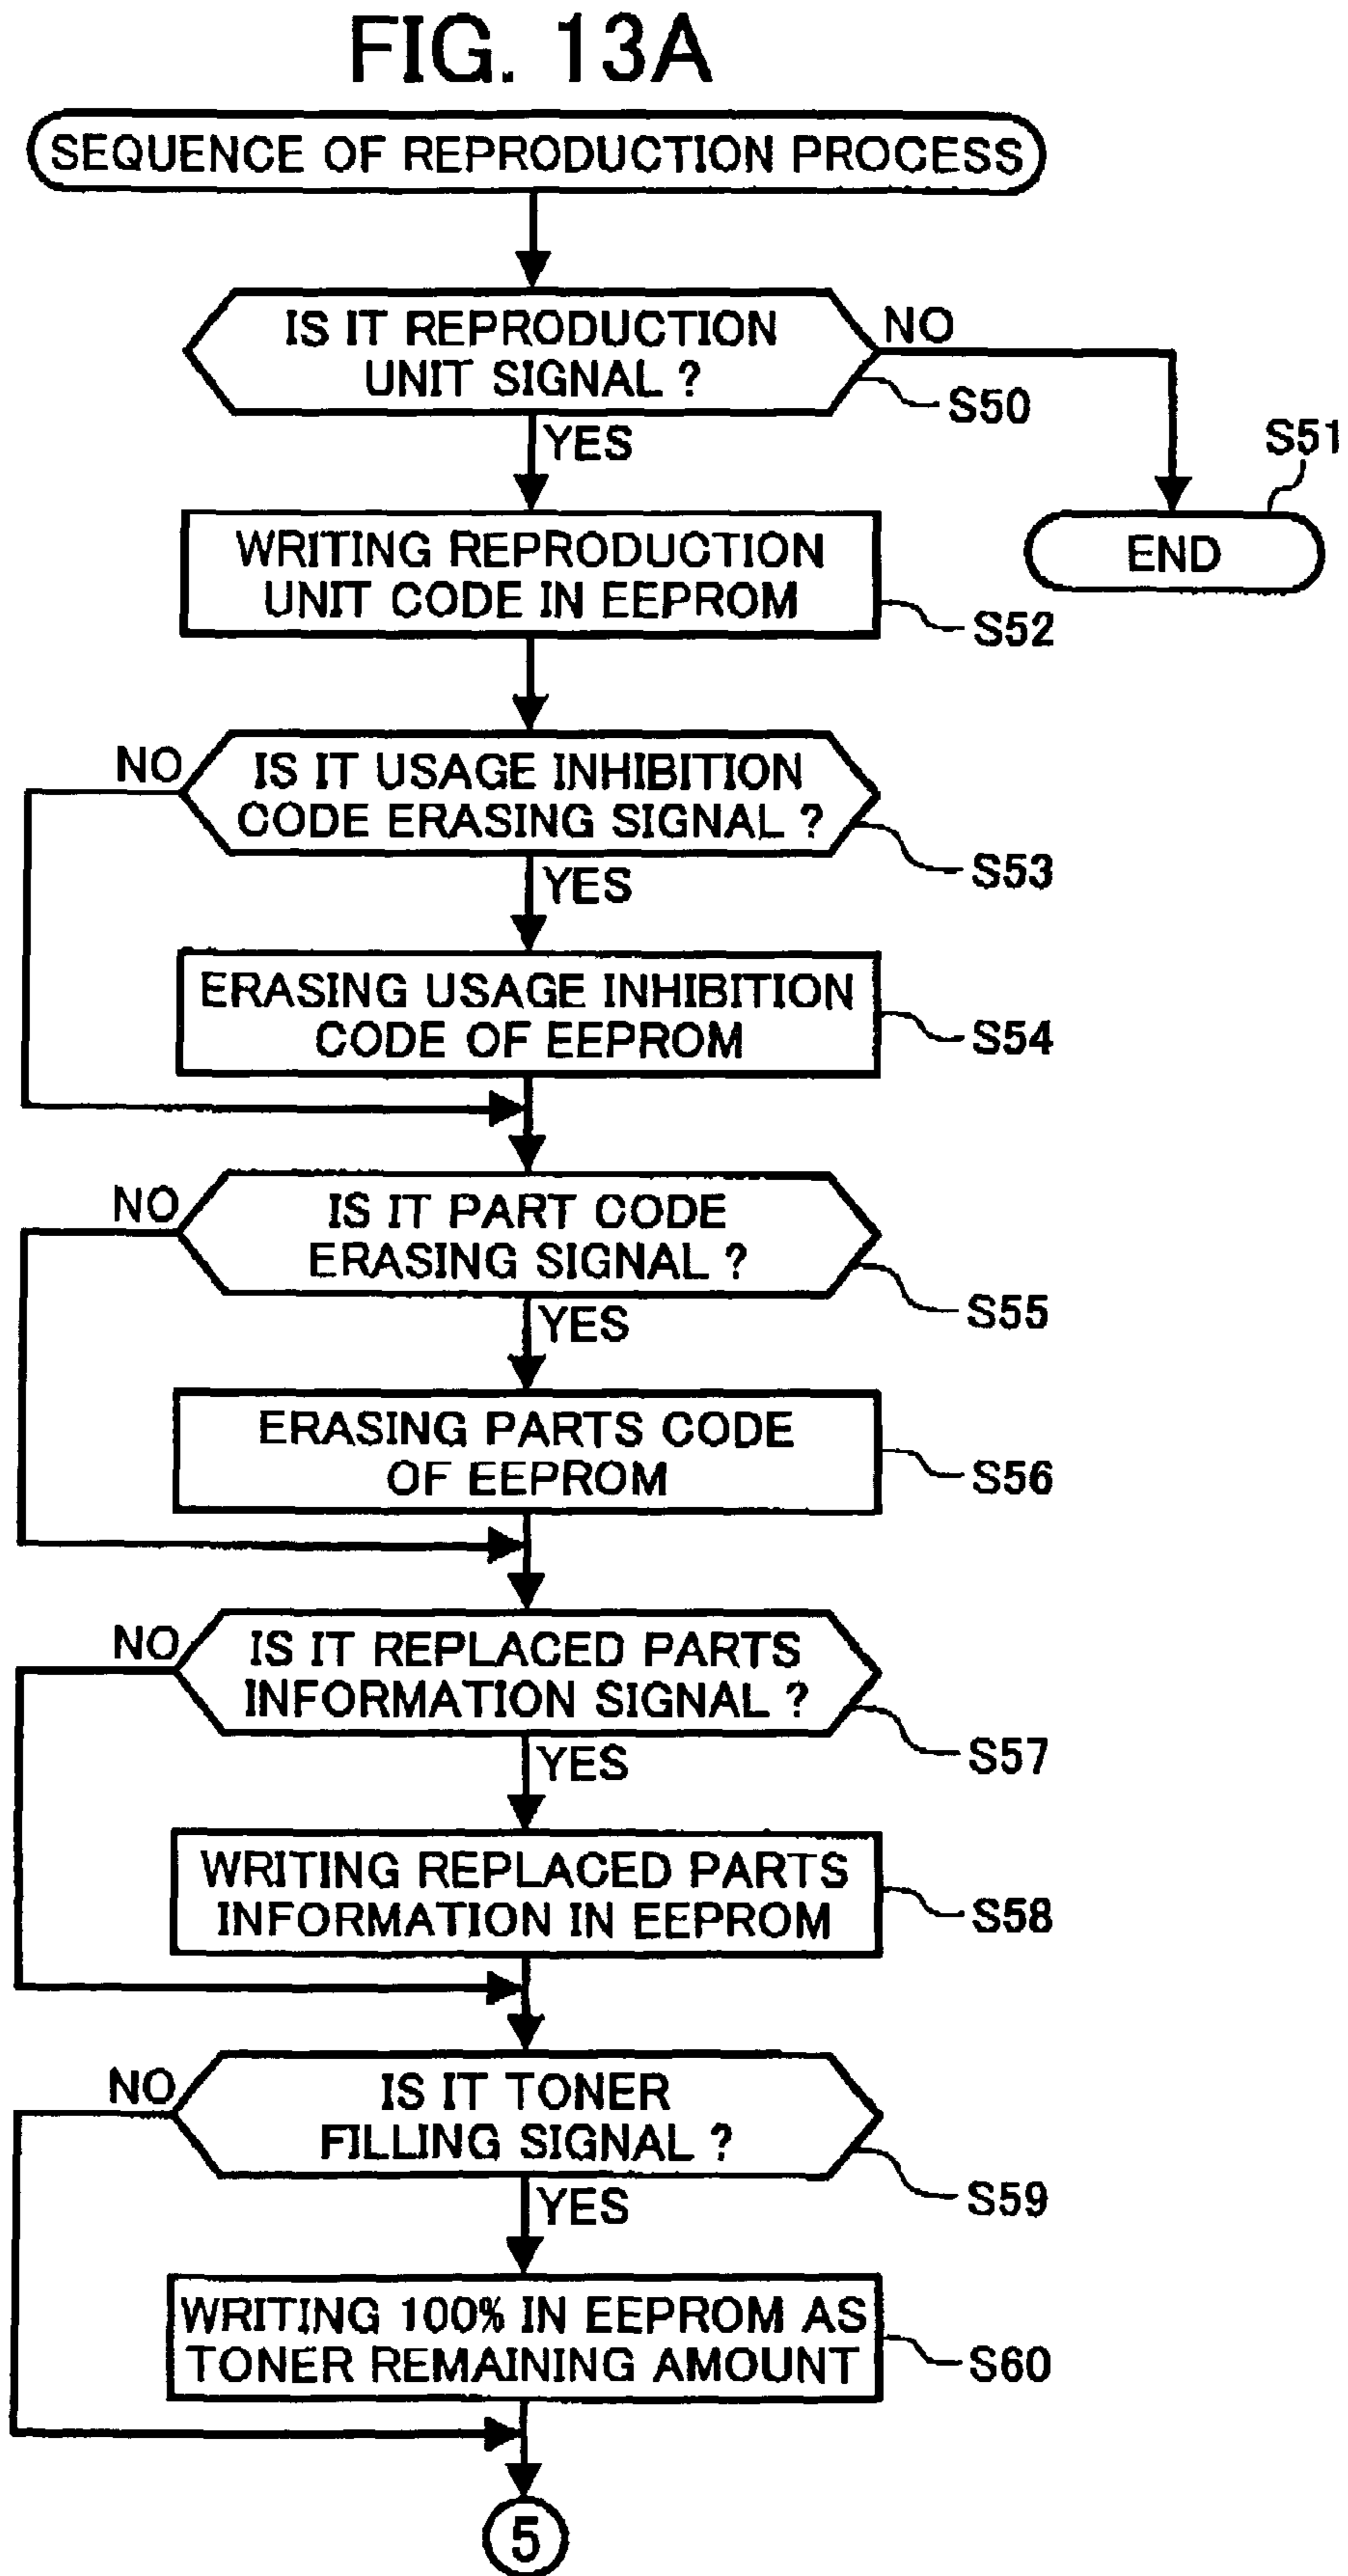 FIG. 13A
SEQUENCE OF REPRODUCTION PROCESS
IS IT REPRODUCTION
UNIT SIGNAL ?
NO
S50
YES
S51
END
WRITING REPRODUCTION
UNIT CODE IN EEPROM
S52
NO
IS IT USAGE INHIBITION
CODE ERASING SIGNAL ?
S53
YES
ERASING USAGE INHIBITION
CODE OF EEPROM
S54
NO
IS IT PART CODE
ERASING SIGNAL ?
S55
YES
ERASING PARTS CODE
OF EEPROM
S56
NO
IS IT REPLACED PARTS
INFORMATION SIGNAL ?
S57
YES
WRITING REPLACED PARTS
INFORMATION IN EEPROM
S58
NO
IS IT TONER
FILLING SIGNAL ?
S59
YES
WRITING 100% IN EEPROM AS
TONER REMAINING AMOUNT
S60
5